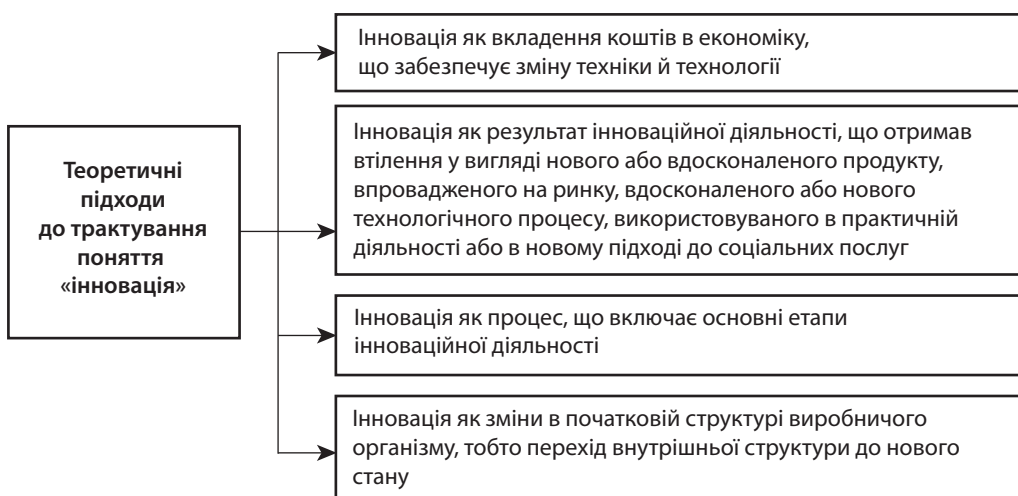 Теоретичні
підходи
до трактування
поняття
«інновація»
Інновація як вкладення коштів в економіку,
що забезпечує зміну техніки й технології
Інновація як результат інноваційної діяльності, що отримав
втілення у вигляді нового або вдосконаленого продукту,
впровадженого на ринку, вдосконаленого або нового
технологічного процесу, використовуваного в практичній
діяльності або в новому підході до соціальних послуг
Інновація як процес, що включає основні етапи
інноваційної діяльності
Інновація як зміни в початковій структурі виробничого
організму, тобто перехід внутрішньої структури до нового
стану